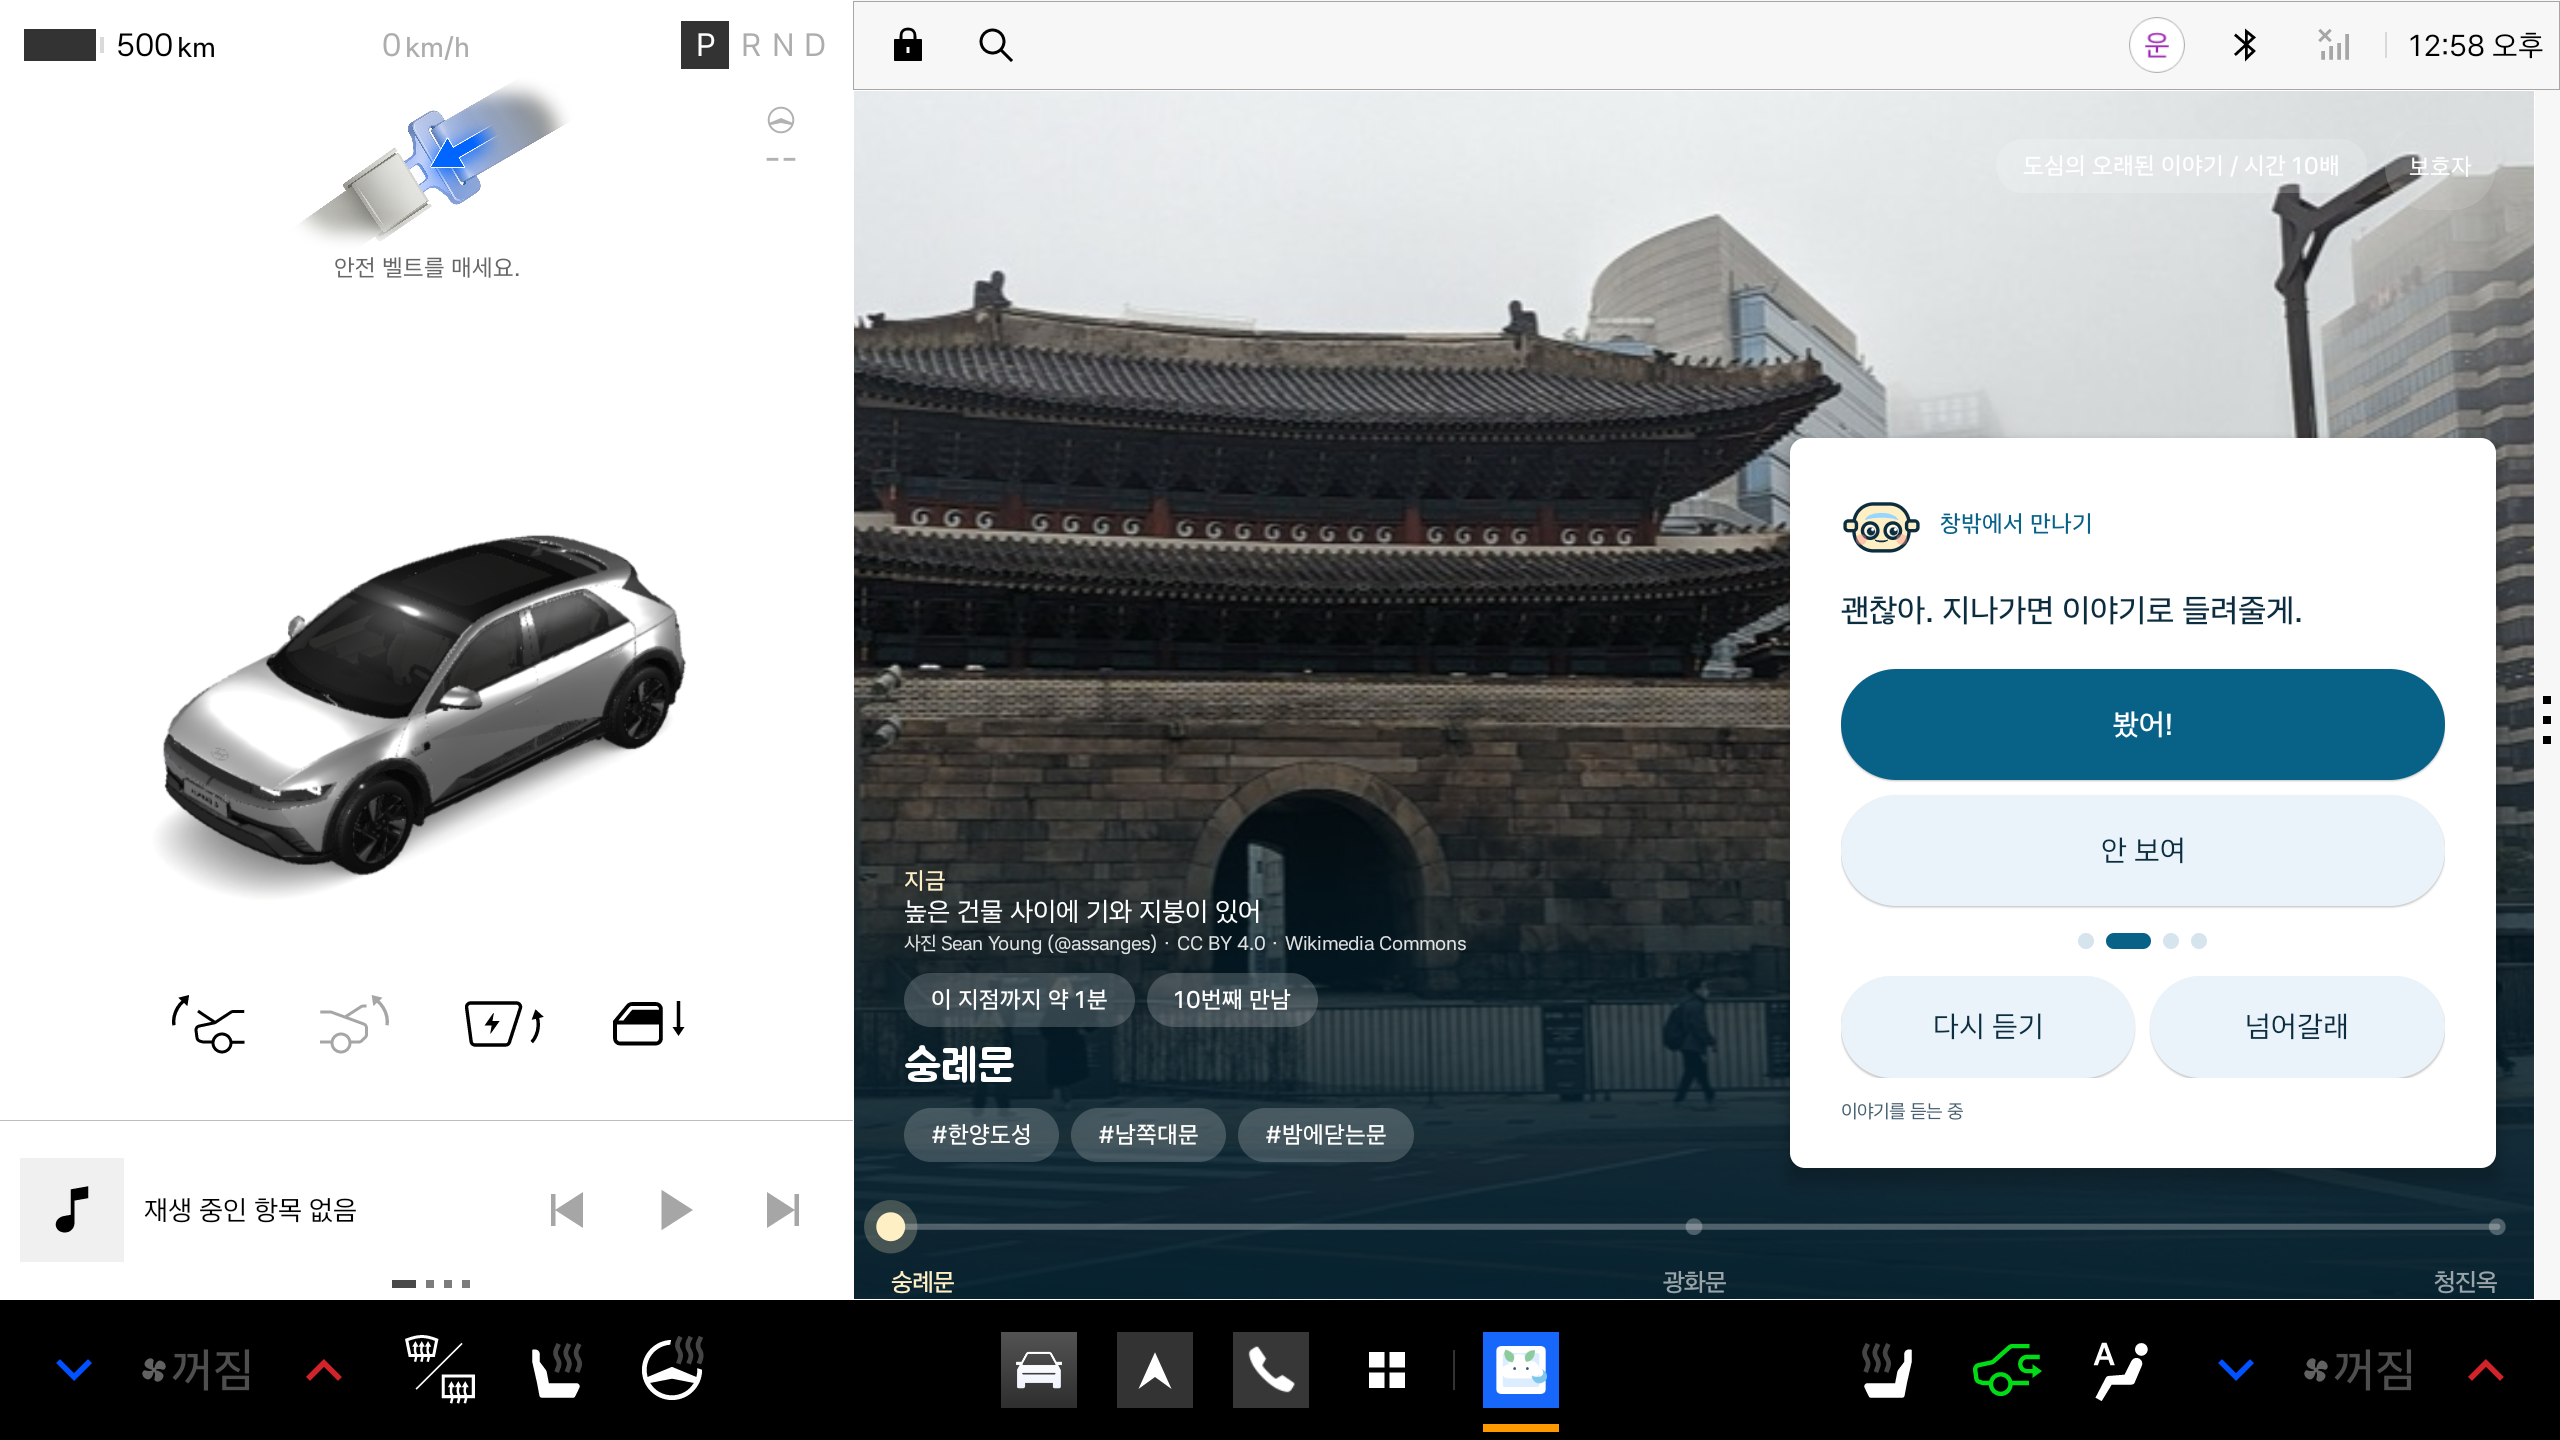 500 km
0 km/h
P R N D
안전 벨트를 매세요.
재생 중인 항목 없음
운
12:58 오후
도심의 오래된 이야기 / 시간 10배
보호자
창밖에서 만나기
괜찮아. 지나가면 이야기로 들려줄게.
봤어!
안 보여
다시 듣기
넘어갈래
이야기를 듣는 중
지금
높은 건물 사이에 기와 지붕이 있어
사진 Sean Young (@assanges) · CC BY 4.0 · Wikimedia Commons
이 지점까지 약 1분
10번째 만남
숭례문
#한양도성
#남쪽대문
#밤에닫는문
숭례문
광화문
청진옥
꺼짐
A
꺼짐